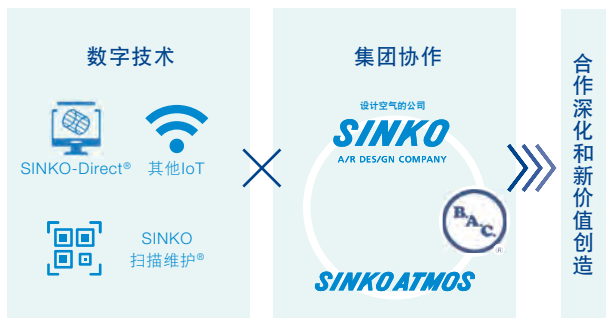 数字技术
SINKO-Direct®
其他IoT
SINKO
扫描维护®
集团协作
设计空气的公司
SINKO
A/R DES/GN COMPANY
B.A.C.
®
SINKO ATMOS
合作深化和新价值创造